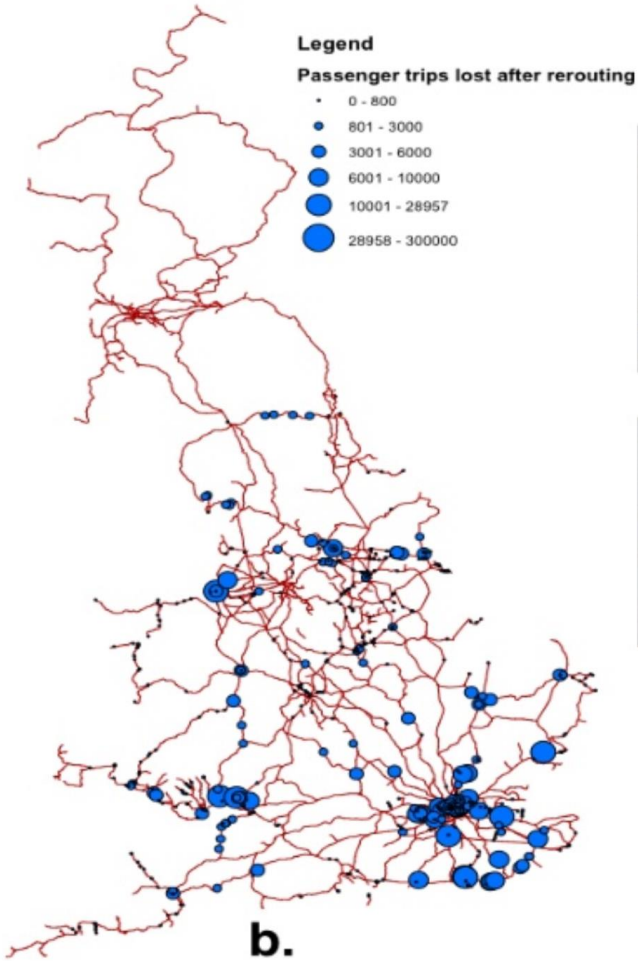 Legend
Passenger trips lost after rerouting
0 - 800
801 - 3000
3001 - 6000
6001 - 10000
10001 - 28957
28958 - 300000
b.